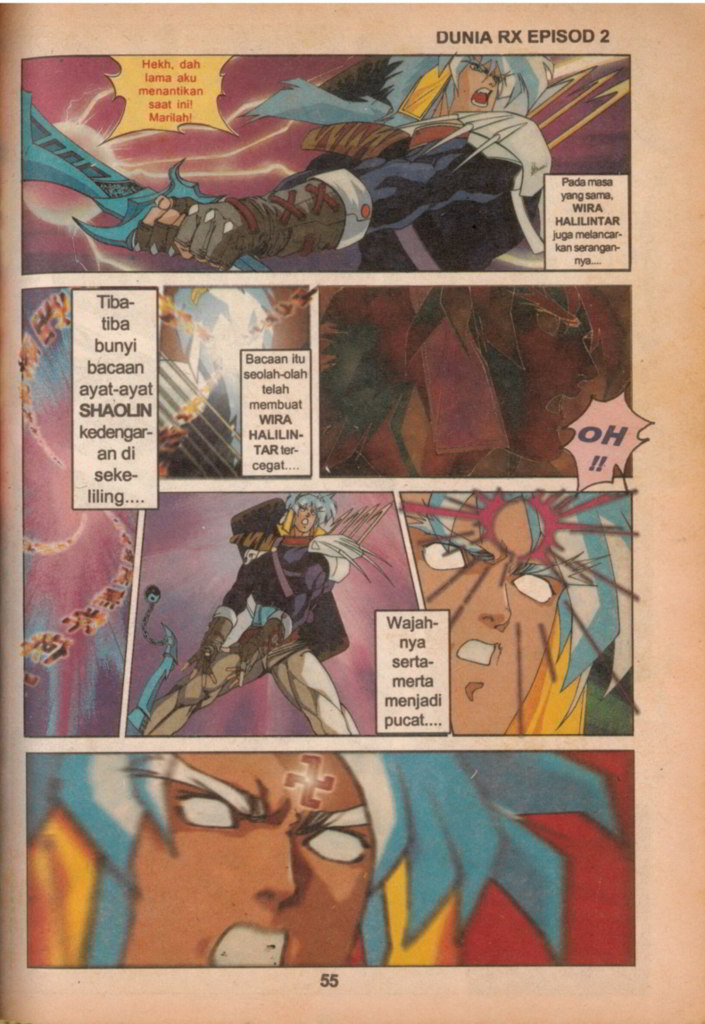 DUNIA RX EPISOD 2
Hekh, dah
lama aku
menantikan
saat ini!
Marilah!
Pada masa
yang sama,
WIRA
HALILINTAR
juga melancar-
kan serangan-
nya....
Tiba-
tiba
bunyi
bacaan
ayat-ayat
SHAOLIN
kedengar-
an di
seke-
liling....
Bacaan itu
seolah-olah
telah
membuat
WIRA
HALILIN-
TAR ter-
cegat....
OH
!!
Wajah-
nya
serta-
merta
menjadi
pucat....
55